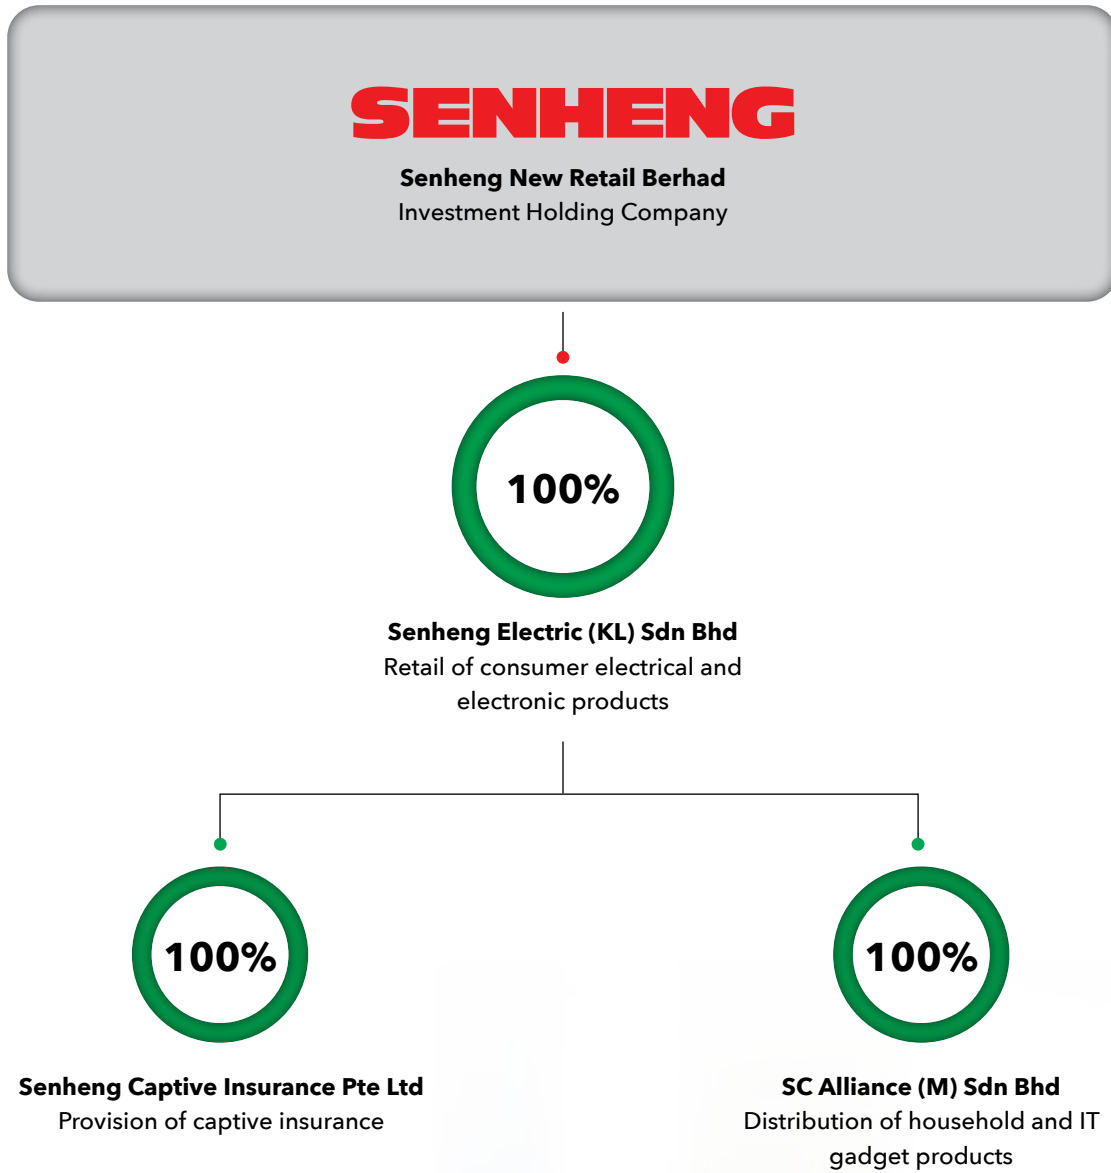 SENHENG
Senheng New Retail Berhad
Investment Holding Company
100%
Senheng Electric (KL) Sdn Bhd
Retail of consumer electrical and
electronic products
100%
Senheng Captive Insurance Pte Ltd
Provision of captive insurance
100%
SC Alliance (M) Sdn Bhd
Distribution of household and IT
gadget products